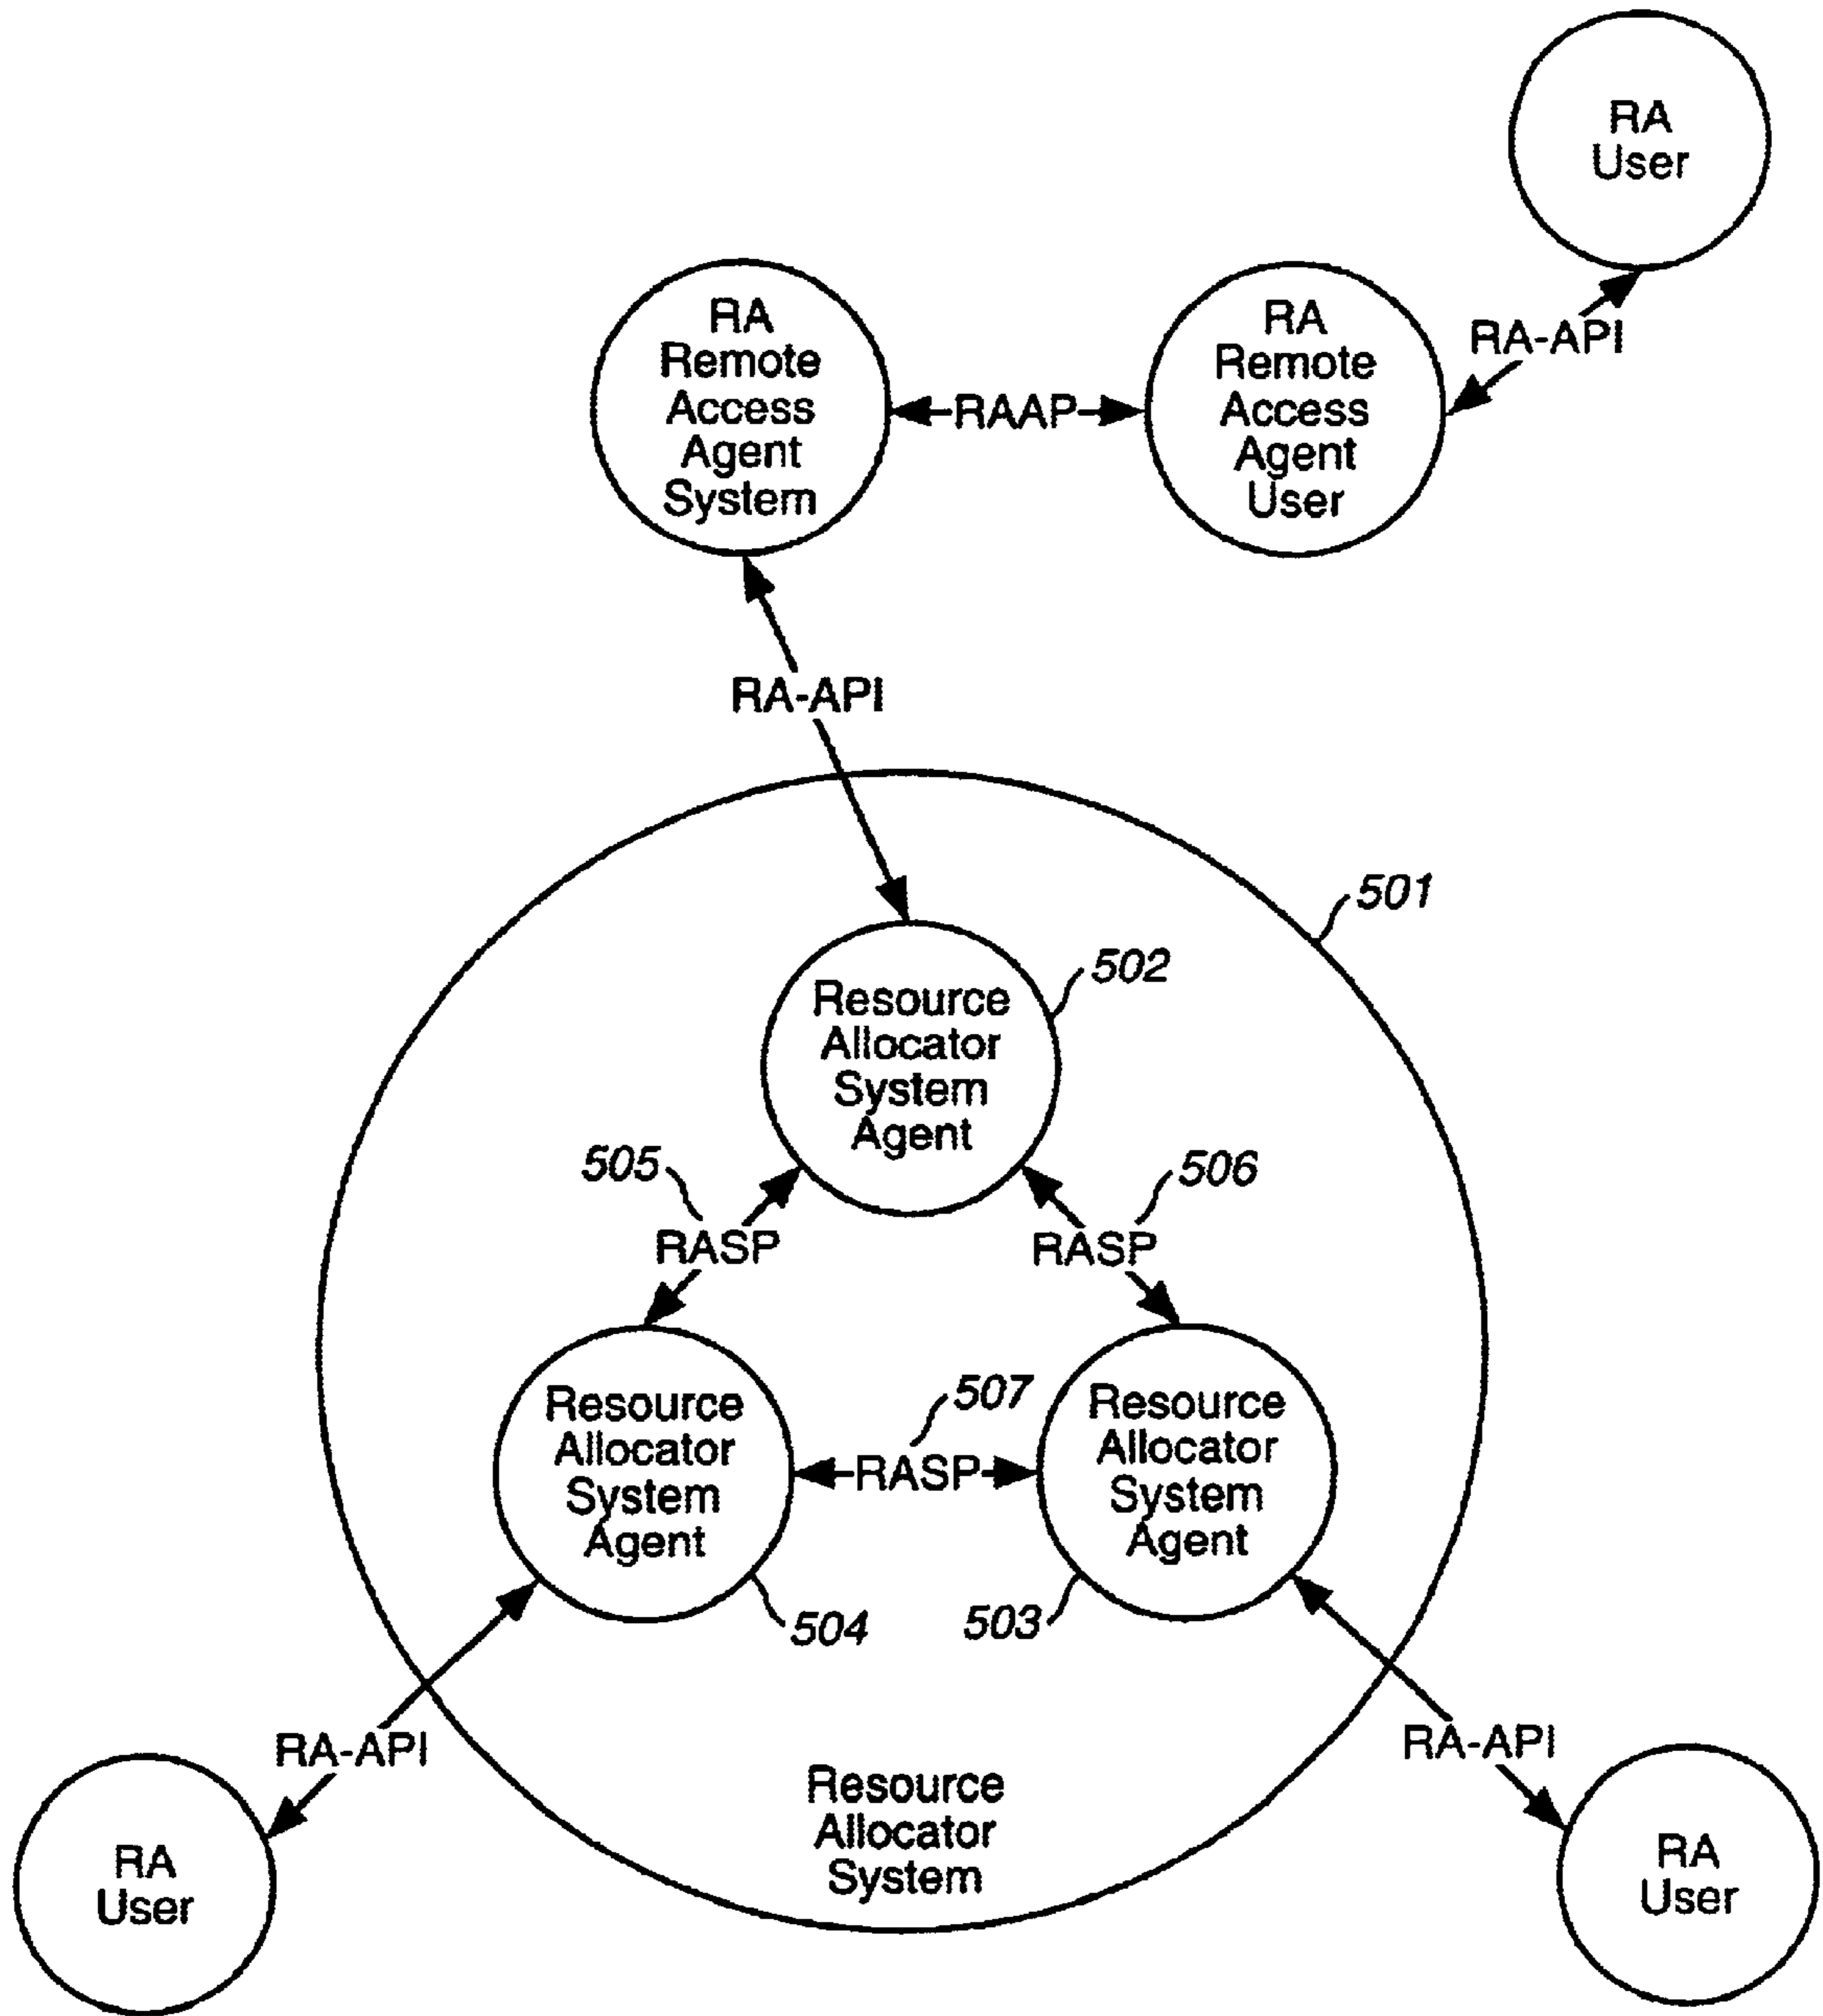 RA
User
RA
Remote
Access
Agent
System
RAAP
RA
Remote
Access
Agent
User
RA-API
RA-API
501
502
Resource
Allocator
System
Agent
505
506
RASP
RASP
507
Resource
Allocator
System
Agent
RASP
Resource
Allocator
System
Agent
504
503
RA-API
RA-API
Resource
Allocator
System
RA
User
RA
User